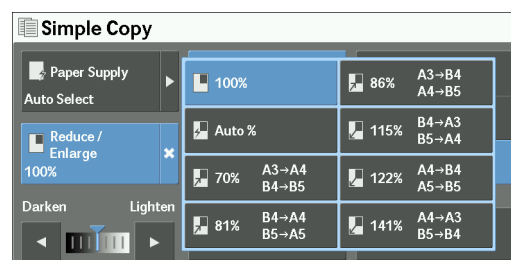 Simple Copy
Paper Supply
Auto Select
Reduce /
Enlarge
100%
Darken Lighten
100%
Auto %
70% A3→A4
B4→B5
81% B4→A4
B5→A5
86% A3→B4
A4→B5
115% B4→A3
B5→A4
122% A4→B4
A5→B5
141% A4→A3
B5→B4